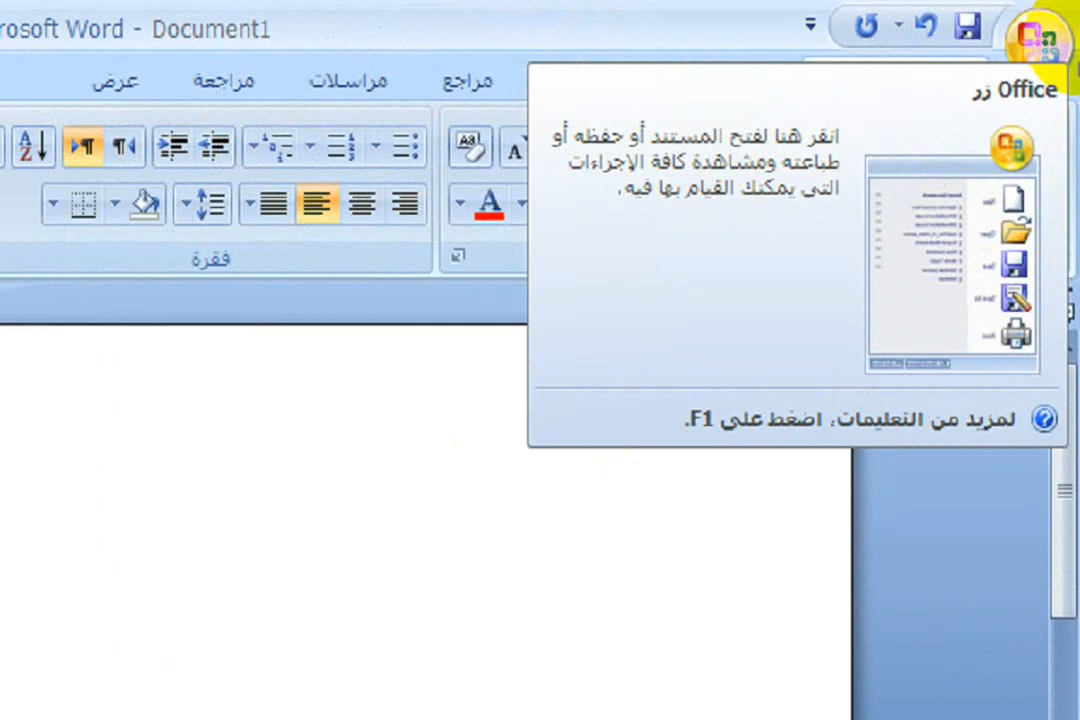 rosoft Word - Document1
مراجع
مراسلات
مراجعة
عرض
فقرة
زر Office
انقر هنا لفتح المستند أو حفظه أو
طباعته ومشاهدة كافة الإجراءات
التي يمكنك القيام بها فيه.
لمزيد من التعليمات، اضغط على F1.